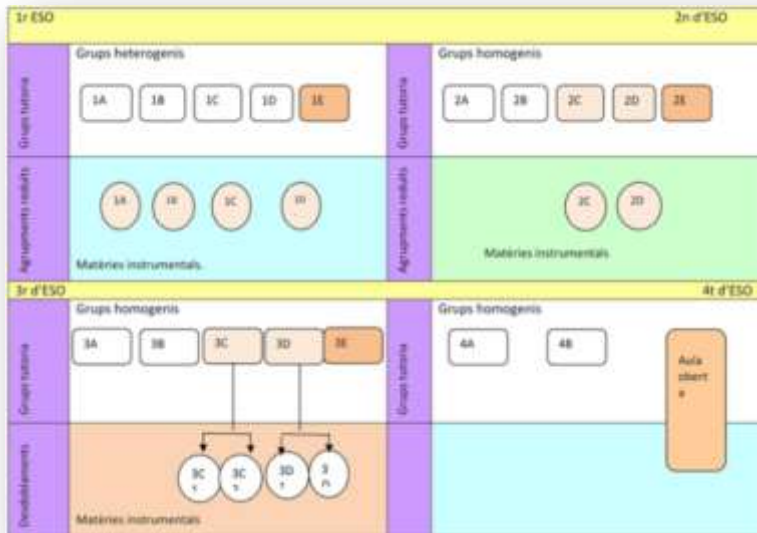 1r ESO
2n d'ESO
Grups tutoria
Grups heterogenis
1A 1B 1C 1D 1E
Grups tutoria
Grups homogenis
2A 2B 2C 2D 2E
Agrupments reduïts
1A 1C
Matèries instrumentals.
Agrupments reduïts
2C 2D
Matèries instrumentals
3r d'ESO
4t d'ESO
Grups tutoria
Grups homogenis
3A 3B 3C 3D 3E
Grups tutoria
Grups homogenis
4A 4B
Aula
obert
a
Desdoblaments
3C 3C 3D
Matèries instrumentals